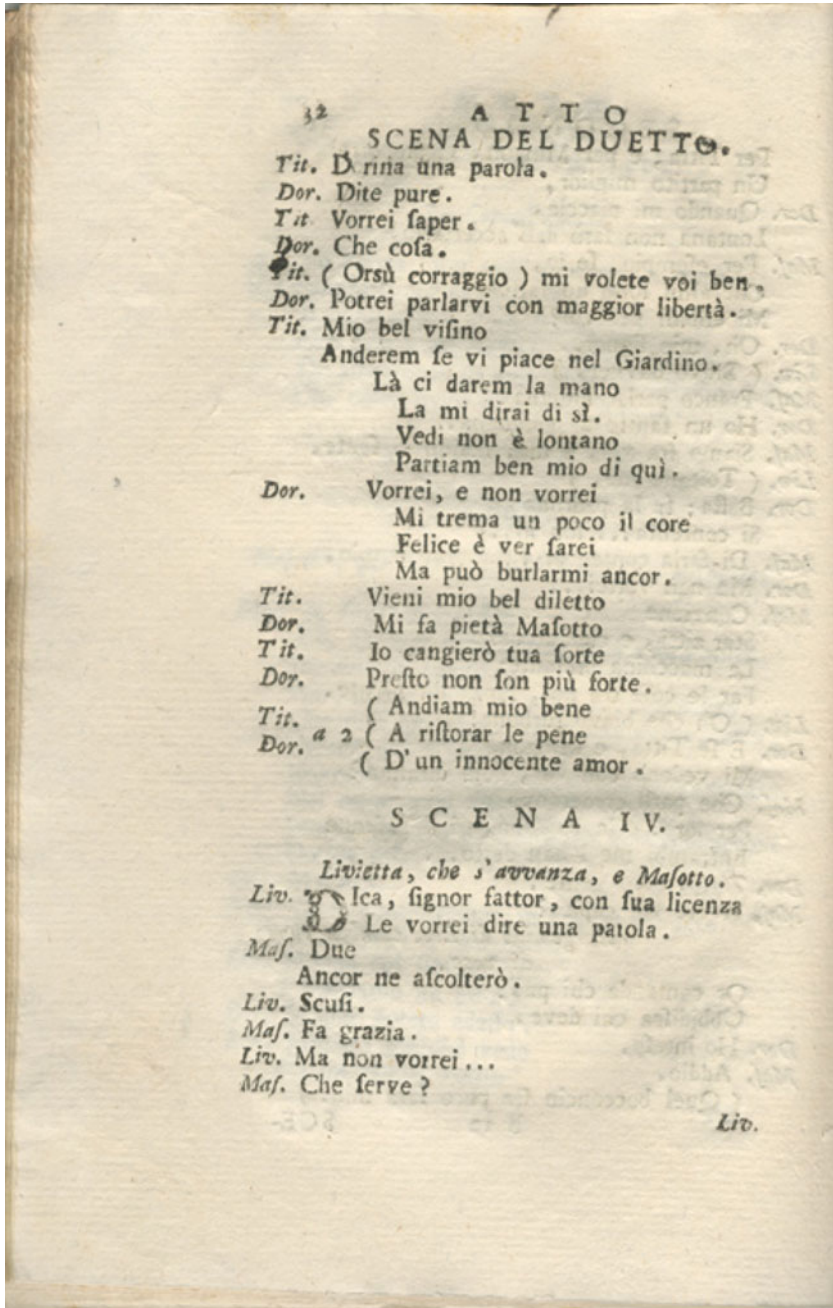 32 ATTO
SCENA DEL DUETTO.
Tit. Dorina una parola.
Dor. Dite pure.
Tit Vorrei ſaper.
Dor. Che coſa.
Tit. ( Orsù corraggio ) mi volete voi ben.
Dor. Potrei parlarvi con maggior libertà.
Tit. Mio bel viſino
Anderem ſe vi piace nel Giardino.
Là ci darem la mano
La mi dirai di sì.
Vedi non è lontano
Partiam ben mio di quì.
Dor. Vorrei, e non vorrei
Mi trema un poco il core
Felice è ver ſarei
Ma può burlarmi ancor.
Tit. Vieni mio bel diletto
Dor. Mi fa pietà Maſotto
Tit. Io cangierò tua ſorte
Dor. Preſto non ſon più forte.
Tit. ( Andiam mio bene
Dor. a 2 ( A riſtorar le pene
( D'un innocente amor.
SCENA IV.
Livietta, che s'avvanza, e Maſotto.
Liv. DIca, ſignor fattor, con ſua licenza
Le vorrei dire una parola.
Maſ. Due
Ancor ne aſcolterò.
Liv. Scuſi.
Maſ. Fa grazia.
Liv. Ma non vorrei...
Maſ. Che ſerve?
Liv.